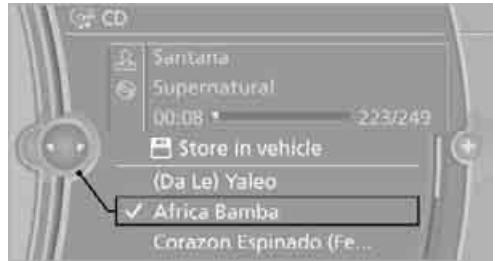 CD
Santana
Supernatural
00:08 223/249
Store in vehicle
(Da Le) Yaleo
Africa Bamba
Corazon Espinado (Fe...